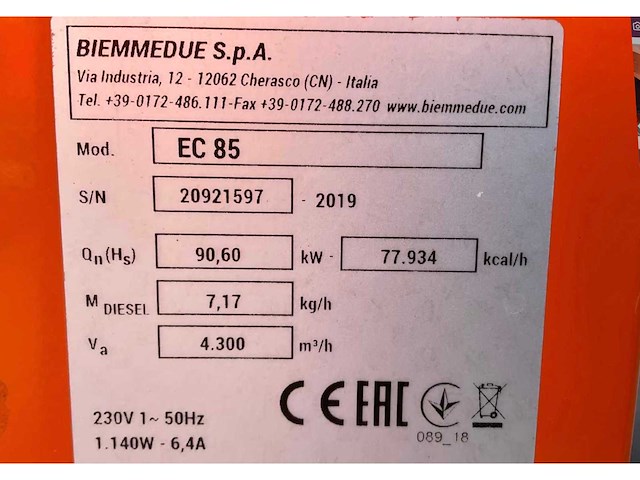 BIEMMEDUE S.p.A.
Via Industria, 12 - 12062 Cherasco (CN) - Italia
Tel. +39-0172-486.111-Fax +39-0172-488.270 www.biemmedue.com
Mod. EC 85
S/N 20921597 - 2019
Qn(Hs) 90,60 kW - 77.934 kcal/h
M DIESEL 7,17 kg/h
Va 4.300 m³/h
CE EAC
089_18
230V 1~ 50Hz
1.140W - 6,4A